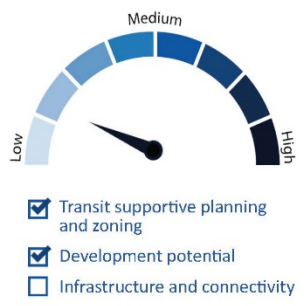 Medium
Low
High
Transit supportive planning
and zoning
Development potential
Infrastructure and connectivity